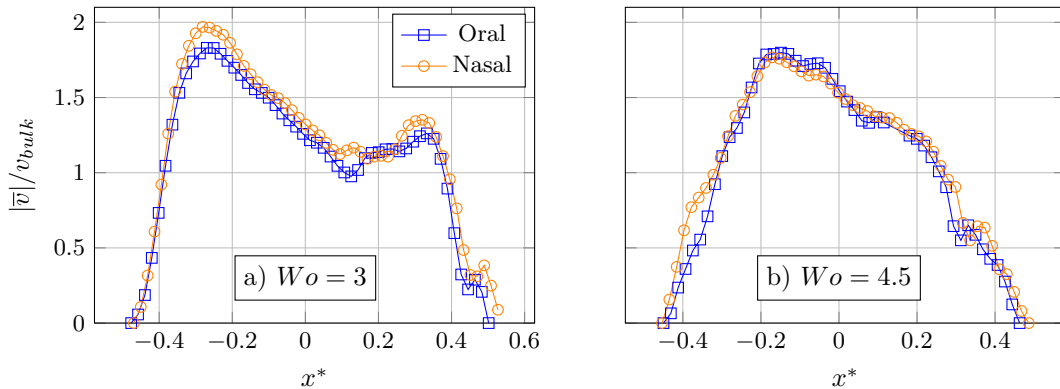 2
1.5
1
0.5
0
|v̅|/v_bulk
Oral
Nasal
a) Wo = 3
−0.4 −0.2 0 0.2 0.4 0.6
x*
b) Wo = 4.5
−0.4 −0.2 0 0.2 0.4
x*